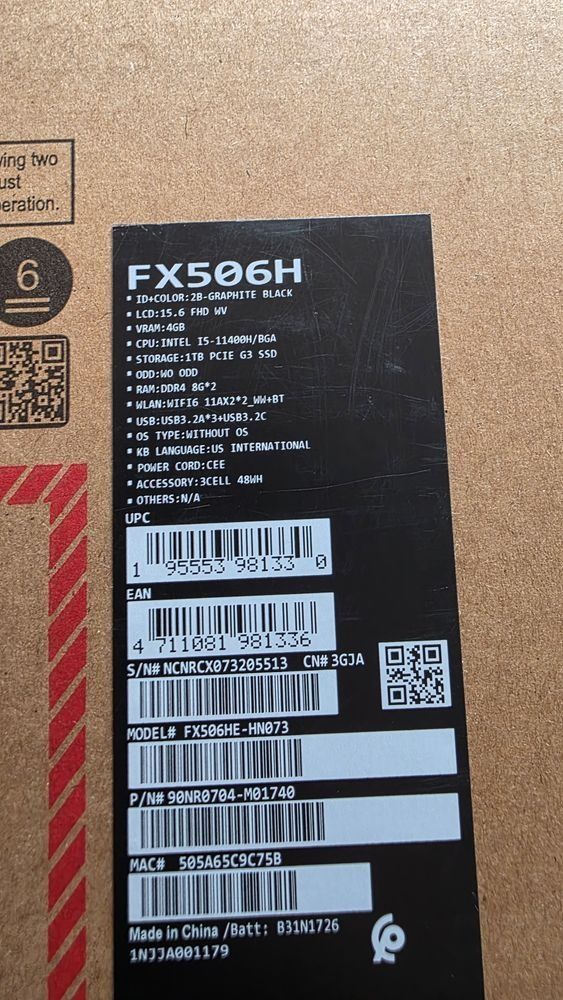 ying two
ust
eration.
6
FX506H
▪ ID+COLOR:2B-GRAPHITE BLACK
▪ LCD:15.6 FHD WV
▪ VRAM:4GB
▪ CPU:INTEL I5-11400H/BGA
▪ STORAGE:1TB PCIE G3 SSD
▪ ODD:WO ODD
▪ RAM:DDR4 8G*2
▪ WLAN:WIFI6 11AX2*2_WW+BT
▪ USB:USB3.2A*3+USB3.2C
▪ OS TYPE:WITHOUT OS
▪ KB LANGUAGE:US INTERNATIONAL
▪ POWER CORD:CEE
▪ ACCESSORY:3CELL 48WH
▪ OTHERS:N/A
UPC
1 95553 98133 0
EAN
4 711081 981336
S/N# NCNRCX073205513 CN# 3GJA
MODEL# FX506HE-HN073
P/N# 90NR0704-M01740
MAC# 505A65C9C75B
Made in China /Batt; B31N1726
1NJJA001179